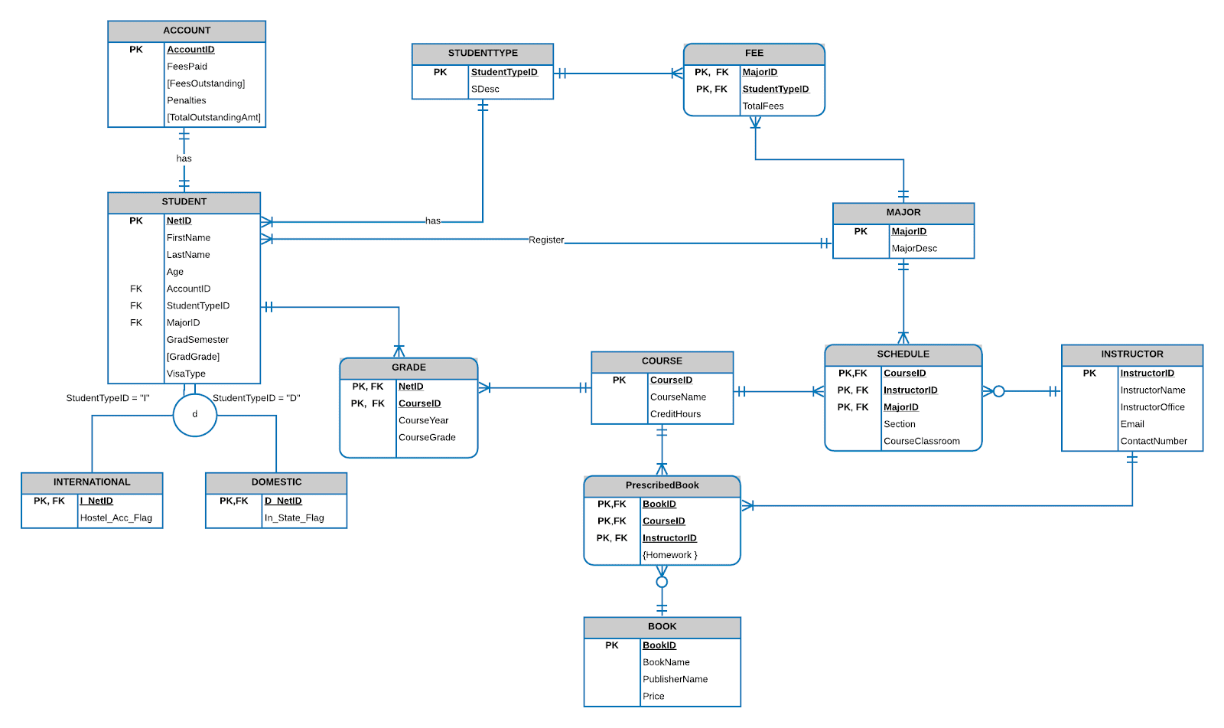 ACCOUNT
PK AccountID
FeesPaid
[FeesOutstanding]
Penalties
[TotalOutstandingAmt]
has
STUDENTTYPE
PK StudentTypeID
SDesc
FEE
PK, FK MajorID
PK, FK StudentTypeID
TotalFees
STUDENT
PK NetID
FirstName
LastName
Age
FK AccountID
FK StudentTypeID
FK MajorID
GradSemester
[GradGrade]
VisaType
has
Register
MAJOR
PK MajorID
MajorDesc
StudentTypeID = "I"
StudentTypeID = "D"
d
GRADE
PK, FK NetID
PK, FK CourseID
CourseYear
CourseGrade
COURSE
PK CourseID
CourseName
CreditHours
SCHEDULE
PK,FK CourseID
PK, FK InstructorID
PK, FK MajorID
Section
CourseClassroom
INSTRUCTOR
PK InstructorID
InstructorName
InstructorOffice
Email
ContactNumber
INTERNATIONAL
PK, FK I_NetID
Hostel_Acc_Flag
DOMESTIC
PK,FK D_NetID
In_State_Flag
PrescribedBook
PK,FK BookID
PK,FK CourseID
PK, FK InstructorID
{Homework }
BOOK
PK BookID
BookName
PublisherName
Price